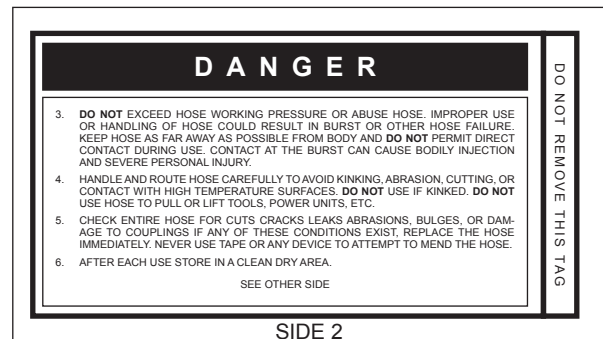 DANGER
3. DO NOT EXCEED HOSE WORKING PRESSURE OR ABUSE HOSE. IMPROPER USE
OR HANDLING OF HOSE COULD RESULT IN BURST OR OTHER HOSE FAILURE.
KEEP HOSE AS FAR AWAY AS POSSIBLE FROM BODY AND DO NOT PERMIT DIRECT
CONTACT DURING USE. CONTACT AT THE BURST CAN CAUSE BODILY INJECTION
AND SEVERE PERSONAL INJURY.
4. HANDLE AND ROUTE HOSE CAREFULLY TO AVOID KINKING, ABRASION, CUTTING, OR
CONTACT WITH HIGH TEMPERATURE SURFACES. DO NOT USE IF KINKED. DO NOT
USE HOSE TO PULL OR LIFT TOOLS, POWER UNITS, ETC.
5. CHECK ENTIRE HOSE FOR CUTS CRACKS LEAKS ABRASIONS, BULGES, OR DAM-
AGE TO COUPLINGS IF ANY OF THESE CONDITIONS EXIST, REPLACE THE HOSE
IMMEDIATELY. NEVER USE TAPE OR ANY DEVICE TO ATTEMPT TO MEND THE HOSE.
6. AFTER EACH USE STORE IN A CLEAN DRY AREA.
SEE OTHER SIDE
DO NOT REMOVE THIS TAG
SIDE 2